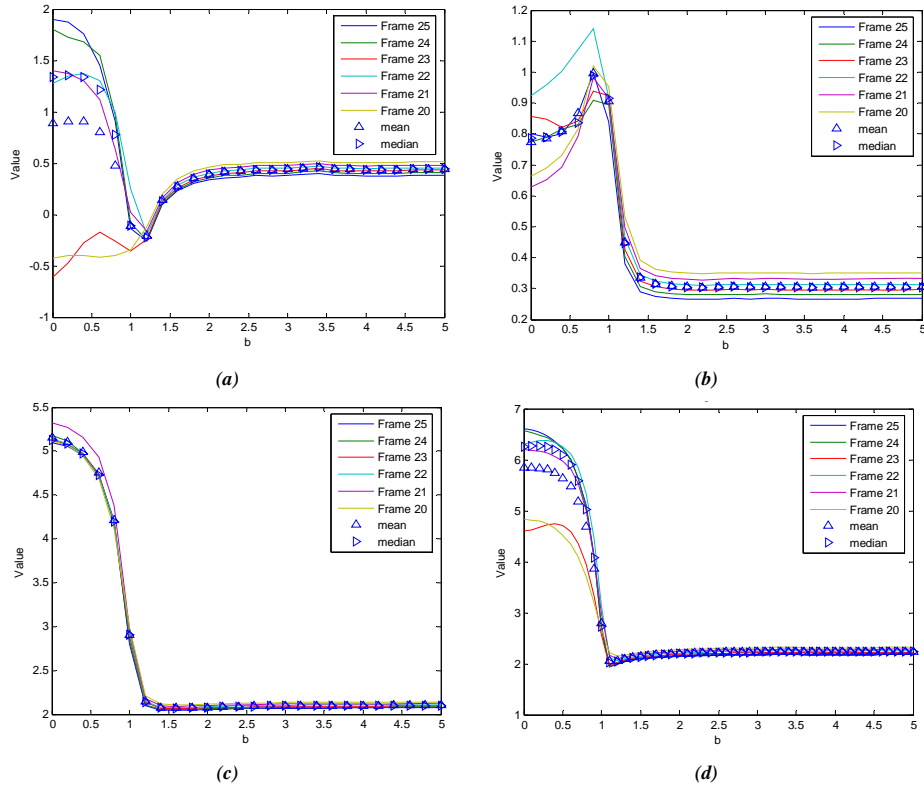 2
1.5
1
0.5
0
-0.5
-1
Value
0 0.5 1 1.5 2 2.5 3 3.5 4 4.5 5
b
Frame 25
Frame 24
Frame 23
Frame 22
Frame 21
Frame 20
mean
median
(a)
1.2
1.1
1
0.9
0.8
0.7
0.6
0.5
0.4
0.3
0.2
Value
0 0.5 1 1.5 2 2.5 3 3.5 4 4.5 5
b
Frame 25
Frame 24
Frame 23
Frame 22
Frame 21
Frame 20
mean
median
(b)
5.5
5
4.5
4
3.5
3
2.5
2
Value
0 0.5 1 1.5 2 2.5 3 3.5 4 4.5 5
b
Frame 25
Frame 24
Frame 23
Frame 22
Frame 21
Frame 20
mean
median
(c)
7
6
5
4
3
2
1
Value
0 0.5 1 1.5 2 2.5 3 3.5 4 4.5 5
b
Frame 25
Frame 24
Frame 23
Frame 22
Frame 21
Frame 20
mean
median
(d)